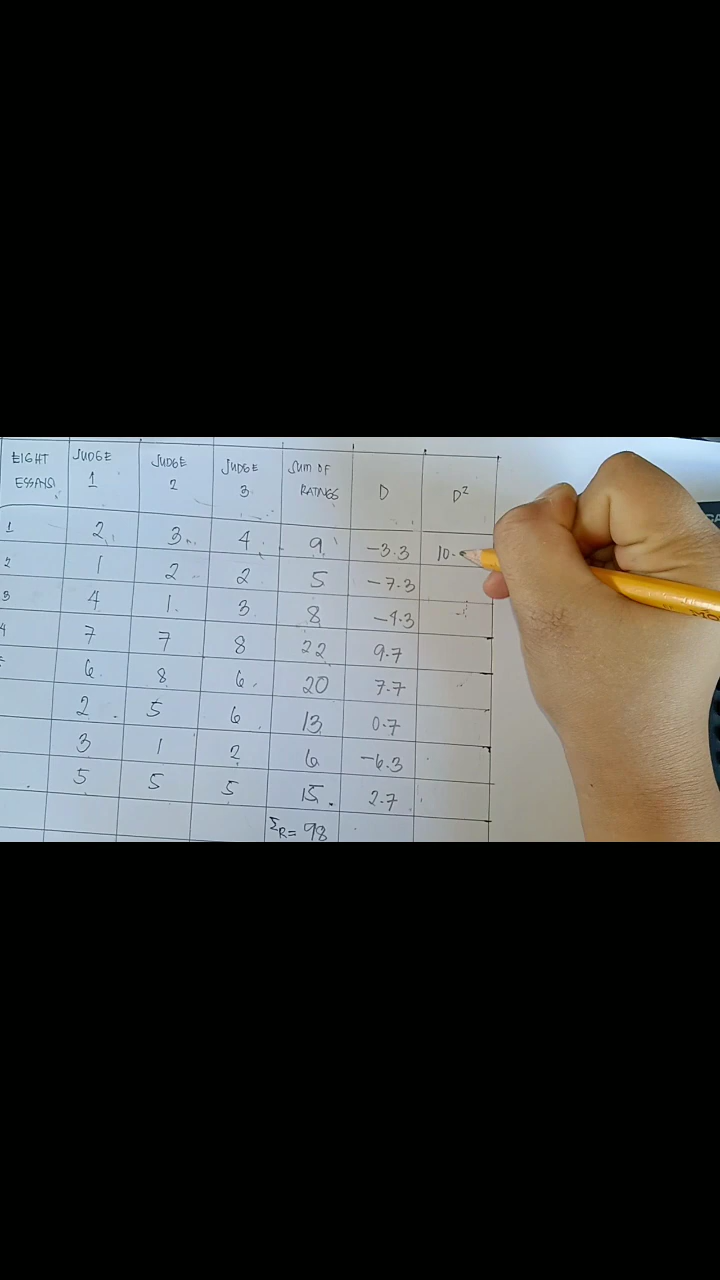 EIGHT ESSAYS JUDGE 1 JUDGE 2 JUDGE 3 SUM OF RATINGS D D²
1 2 3 4 9 -3.3 10.
2 1 2 2 5 -7.3
3 4 1 3 8 -4.3
4 7 7 8 22 9.7
6 8 6 20 7.7
2 5 6 13 0.7
3 1 2 6 -6.3
5 5 5 15 2.7
ΣR= 98